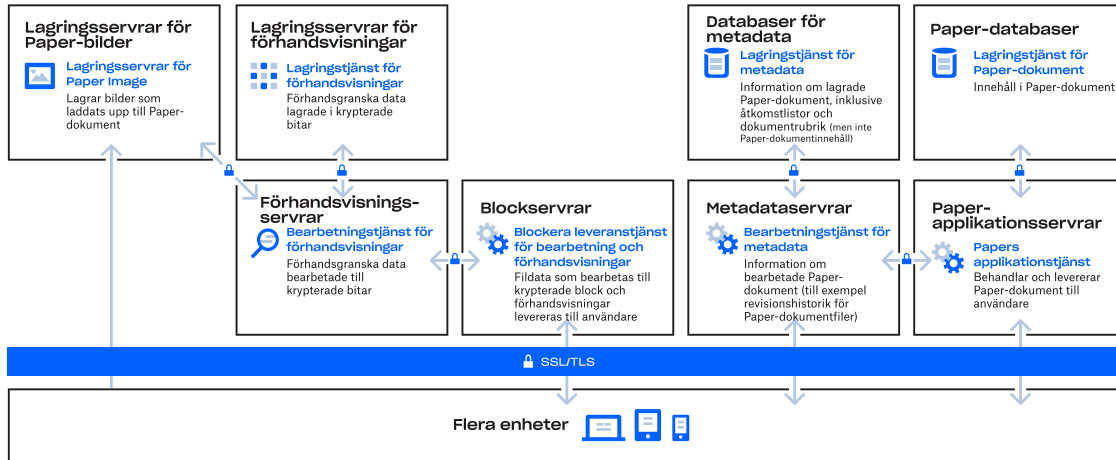 Lagringsservrar för
Paper-bilder
Lagringsservrar för
Paper Image
Lagrar bilder som
laddats upp till Paper-
dokument
Lagringsservrar för
förhandsvisningar
Lagringstjänst för
förhandsvisningar
Förhandsgranska data
lagrade i krypterade
bitar
Databaser för
metadata
Lagringstjänst för
metadata
Information om lagrade
Paper-dokument, inklusive
åtkomstlistor och
dokumentrubrik (men inte
Paper-dokumentinnehåll)
Paper-databaser
Lagringstjänst för
Paper-dokument
Innehåll i Paper-dokument
Förhandsvisnings-
servrar
Bearbetningstjänst för
förhandsvisningar
Förhandsgranska data
bearbetade till
krypterade bitar
Blockservrar
Blockera leveranstjänst
för bearbetning och
förhandsvisningar
Fildata som bearbetas till
krypterade block och
förhandsvisningar
levereras till användare
Metadataservrar
Bearbetningstjänst för
metadata
Information om
bearbetade Paper-
dokument (till exempel
revisionshistorik för
Paper-dokumentfiler)
Paper-
applikationsservrar
Papers
applikationstjänst
Behandlar och levererar
Paper-dokument till
användare
SSL/TLS
Flera enheter